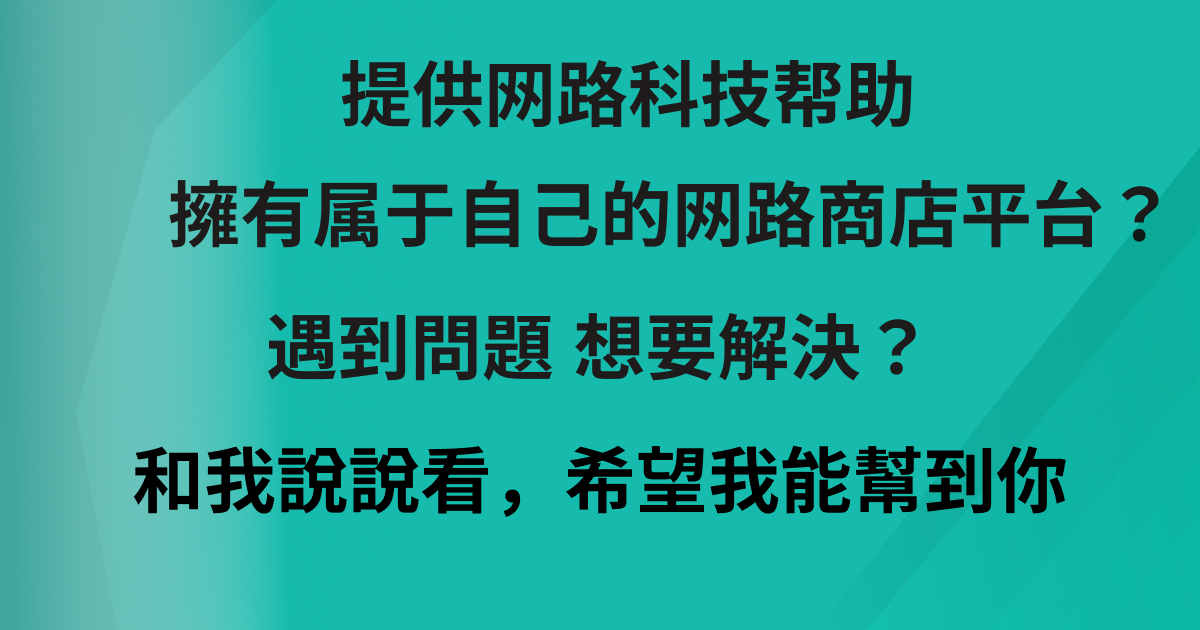 提供网路科技帮助
擁有属于自己的网路商店平台？
遇到問題 想要解決？
和我說說看，希望我能幫到你